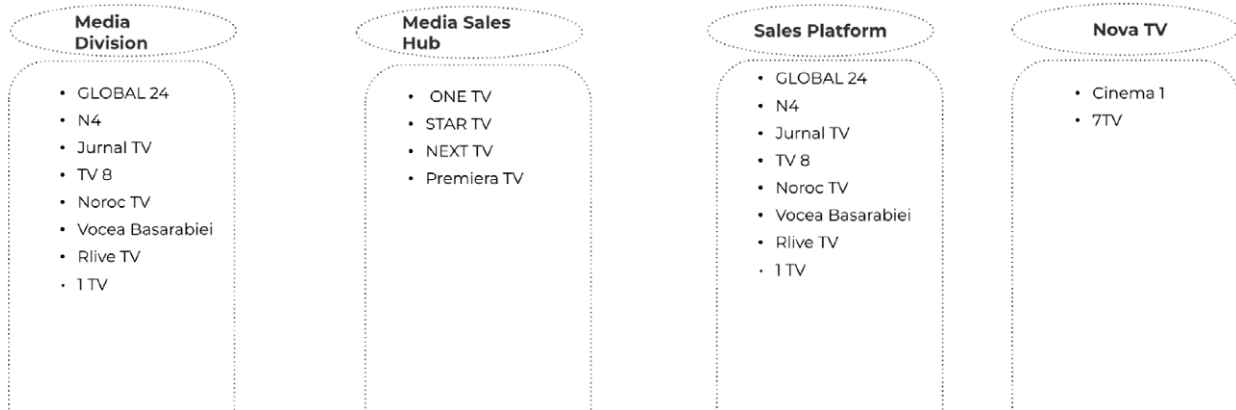 Media
Division
GLOBAL 24
N4
Jurnal TV
TV 8
Noroc TV
Vocea Basarabiei
Rlive TV
1 TV
Media Sales
Hub
ONE TV
STAR TV
NEXT TV
Premiera TV
Sales Platform
GLOBAL 24
N4
Jurnal TV
TV 8
Noroc TV
Vocea Basarabiei
Rlive TV
1 TV
Nova TV
Cinema 1
7TV